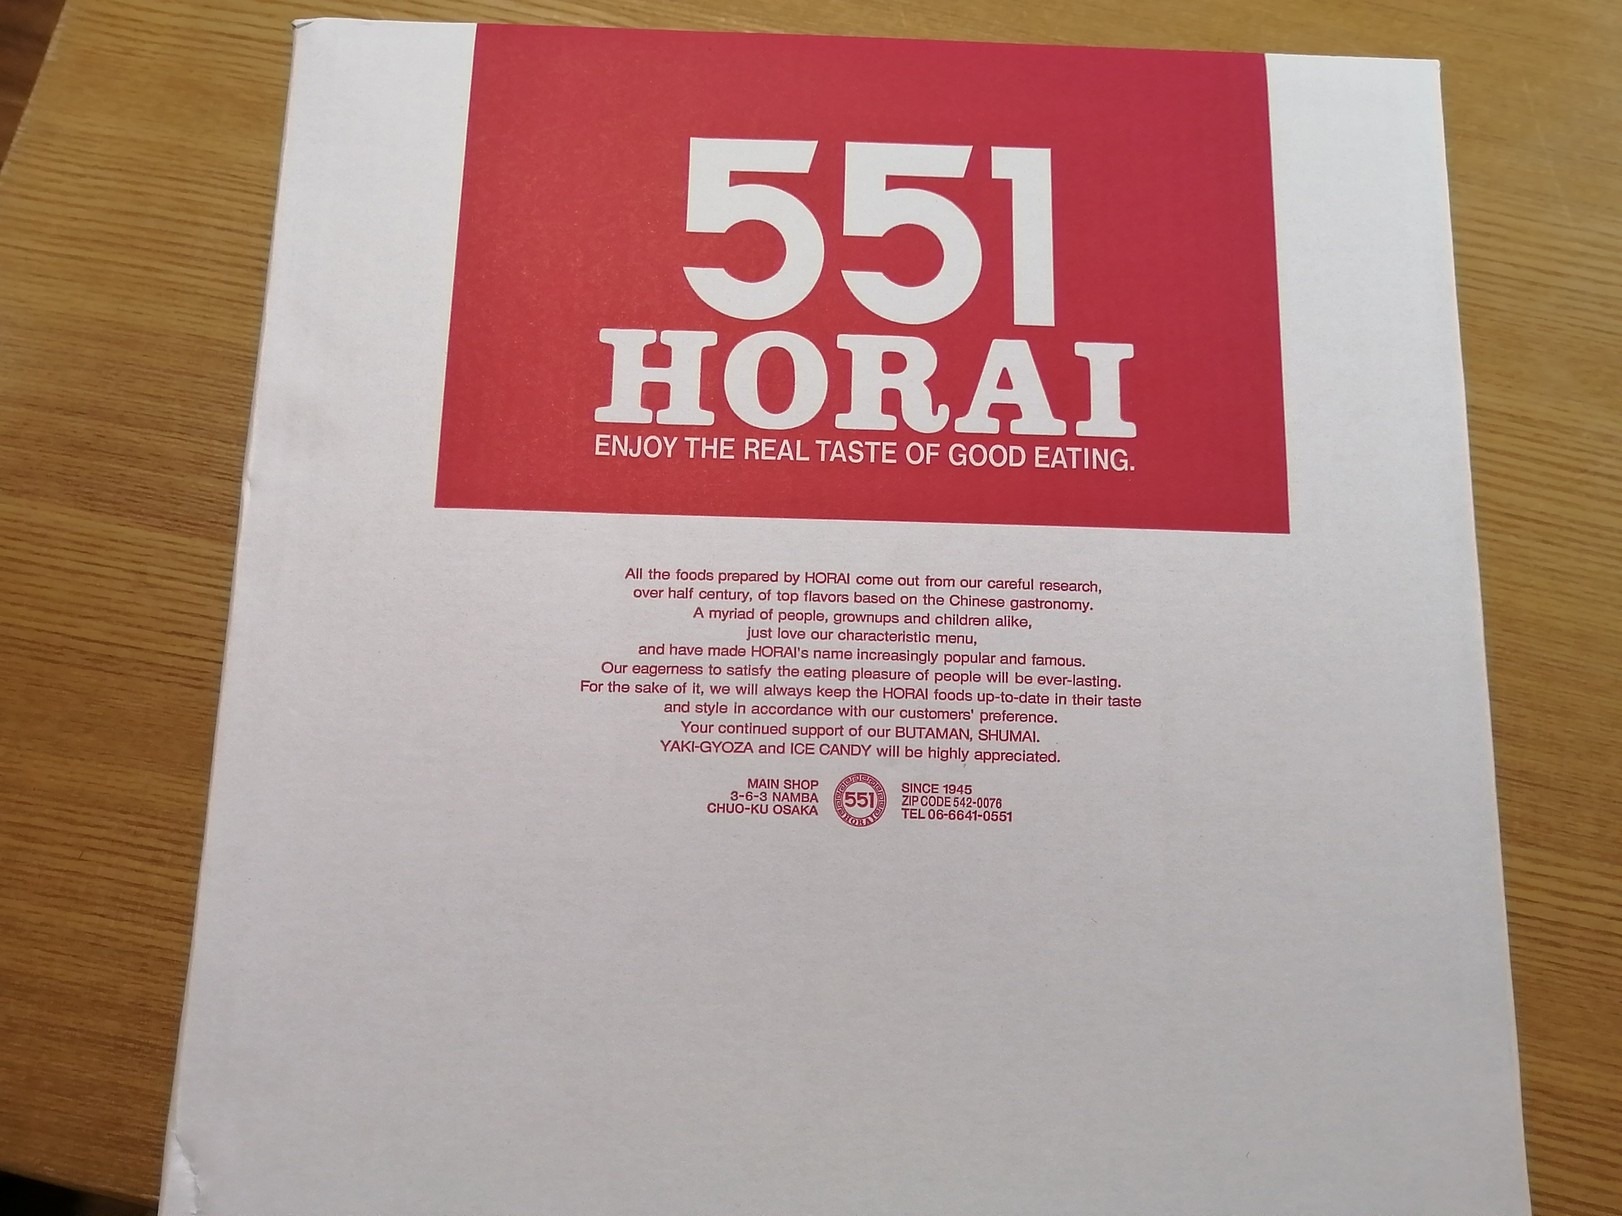 551
HORAI
ENJOY THE REAL TASTE OF GOOD EATING.
All the foods prepared by HORAI come out from our careful research,
over half century, of top flavors based on the Chinese gastronomy.
A myriad of people, grownups and children alike,
just love our characteristic menu,
and have made HORAI's name increasingly popular and famous.
Our eagerness to satisfy the eating pleasure of people will be ever-lasting.
For the sake of it, we will always keep the HORAI foods up-to-date in their taste
and style in accordance with our customers' preference.
Your continued support of our BUTAMAN, SHUMAI.
YAKI-GYOZA and ICE CANDY will be highly appreciated.
MAIN SHOP
3-6-3 NAMBA
CHUO-KU OSAKA
551
HORAI
SINCE 1945
ZIP CODE 542-0076
TEL 06-6641-0551